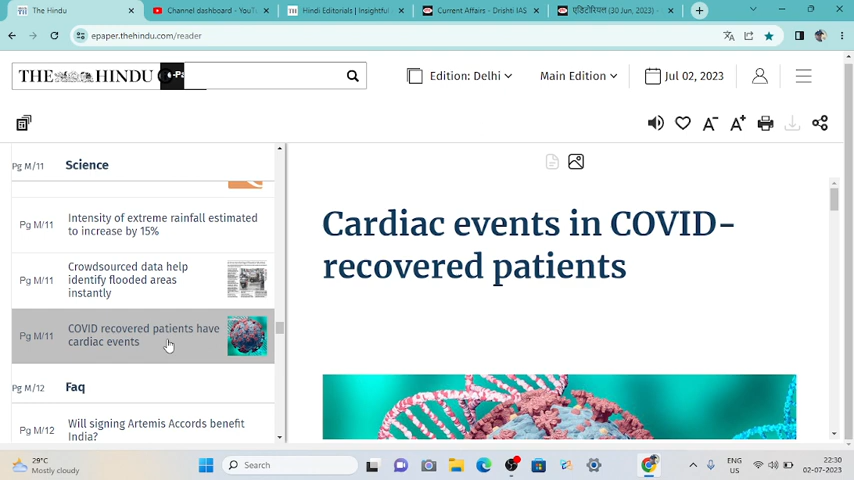 The Hindu
Channel dashboard - YouTu
Hindi Editorials | Insightful
Current Affairs - Drishti IAS
एडिटोरियल (30 Jun, 2023) -
epaper.thehindu.com/reader
THE HINDU
Edition: Delhi
Main Edition
Jul 02, 2023
A-
A+
Pg M/11
Science
Pg M/11
Intensity of extreme rainfall estimated
to increase by 15%
Pg M/11
Crowdsourced data help
identify flooded areas
instantly
Pg M/11
COVID recovered patients have
cardiac events
Pg M/12
Faq
Pg M/12
Will signing Artemis Accords benefit
India?
Cardiac events in COVID-
recovered patients
29°C
Mostly cloudy
Search
ENG
US
22:30
02-07-2023